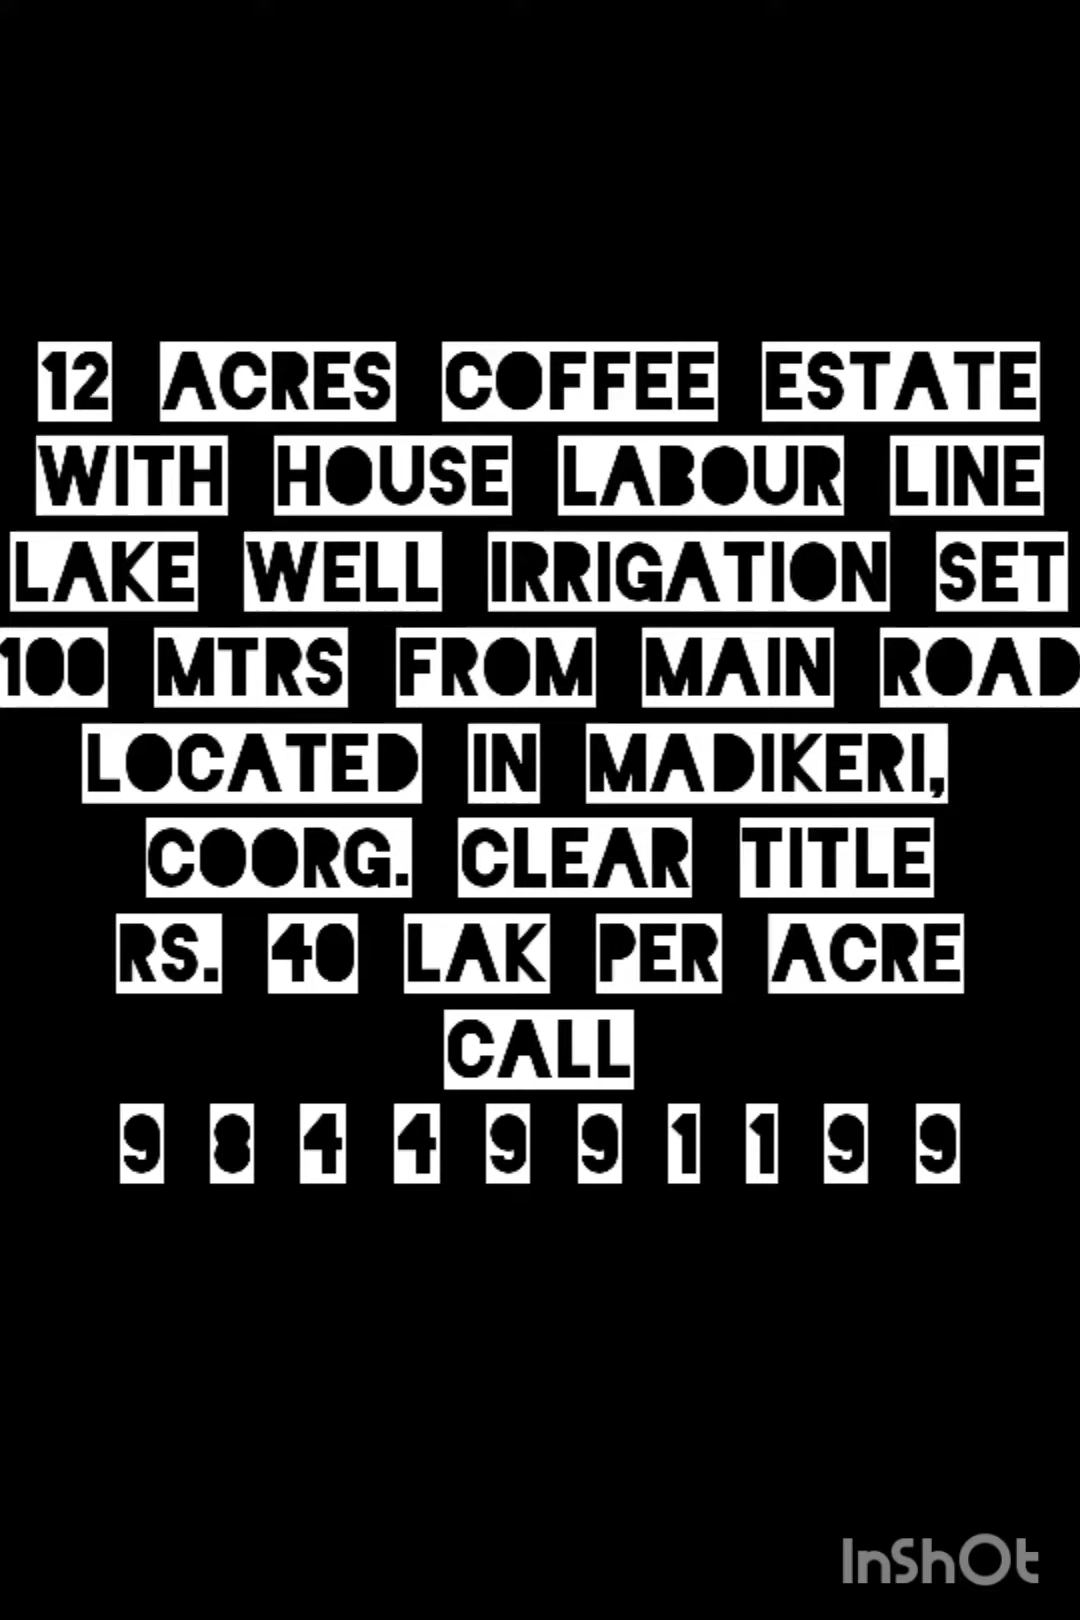 12 ACRES COFFEE ESTATE
WITH HOUSE LABOUR LINE
LAKE WELL IRRIGATION SET
100 MTRS FROM MAIN ROAD
LOCATED IN MADIKERI,
COORG. CLEAR TITLE
RS. 40 LAK PER ACRE
CALL
9 8 4 4 9 9 1 1 9 9
InShOt